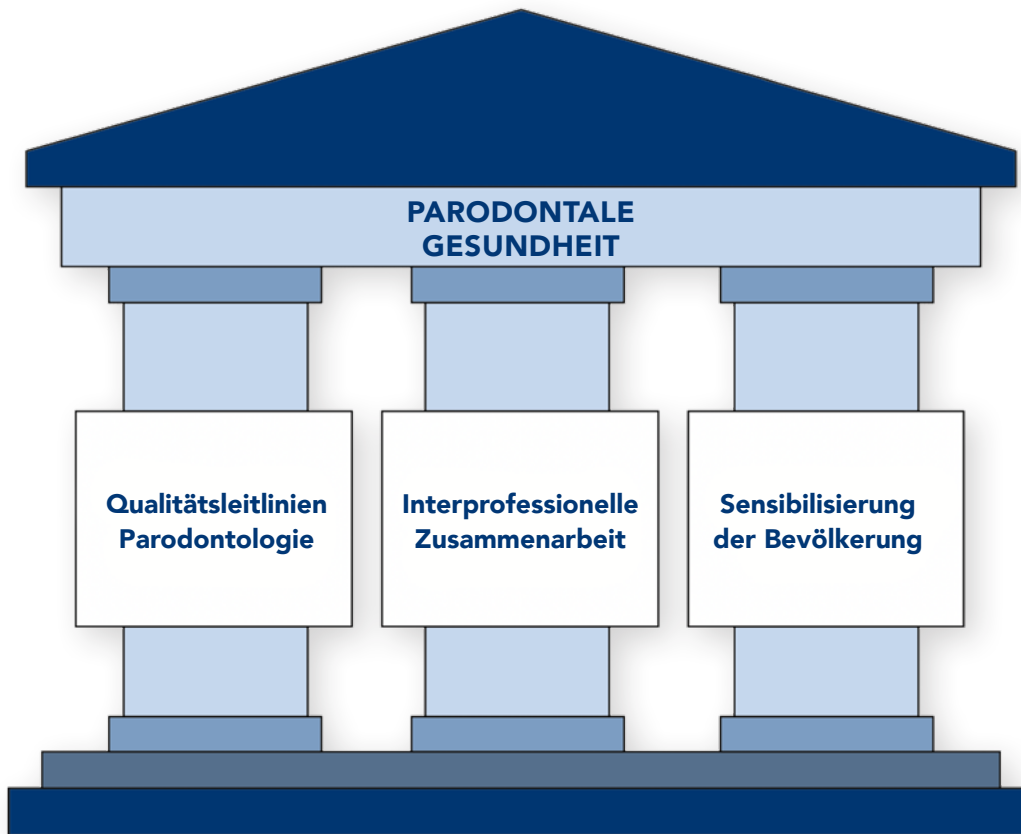 PARODONTALE
GESUNDHEIT
Qualitätsleitlinien
Parodontologie
Interprofessionelle
Zusammenarbeit
Sensibilisierung
der Bevölkerung